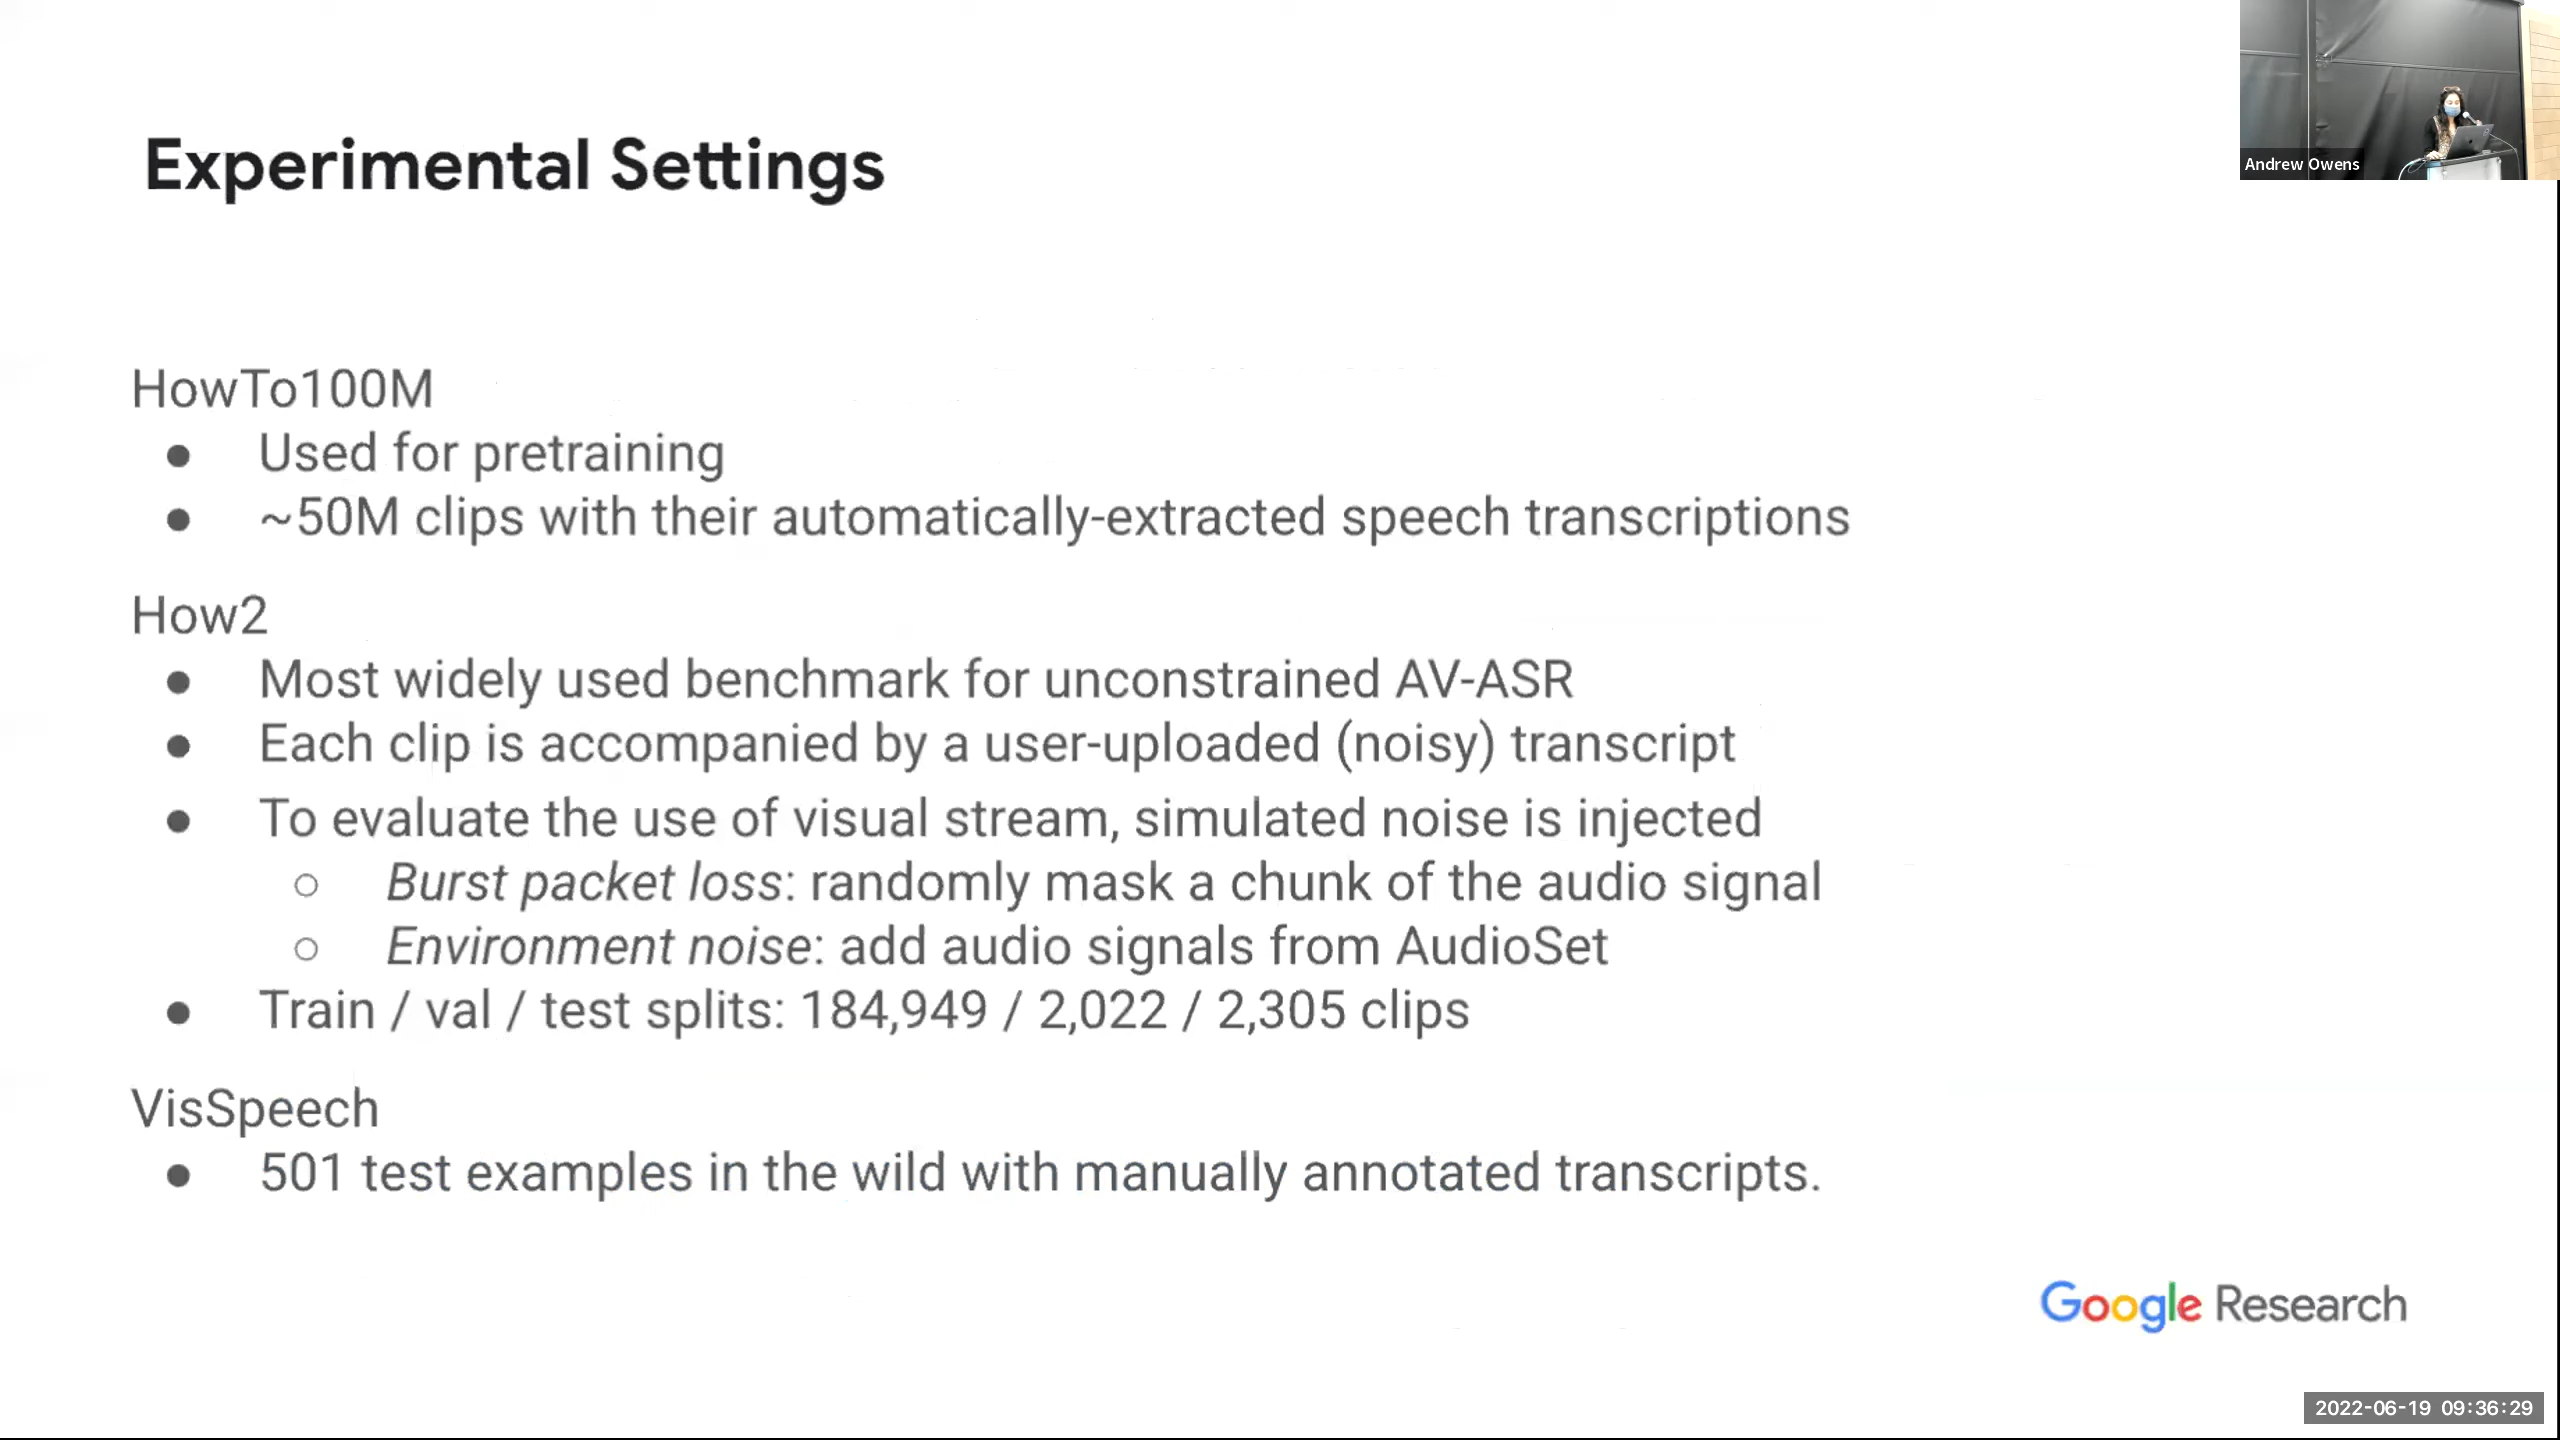 Andrew Owens
Experimental Settings
HowTo100M
● Used for pretraining
● ~50M clips with their automatically-extracted speech transcriptions
How2
● Most widely used benchmark for unconstrained AV-ASR
● Each clip is accompanied by a user-uploaded (noisy) transcript
● To evaluate the use of visual stream, simulated noise is injected
○ Burst packet loss: randomly mask a chunk of the audio signal
○ Environment noise: add audio signals from AudioSet
● Train / val / test splits: 184,949 / 2,022 / 2,305 clips
VisSpeech
● 501 test examples in the wild with manually annotated transcripts.
Google Research
2022-06-19 09:36:29